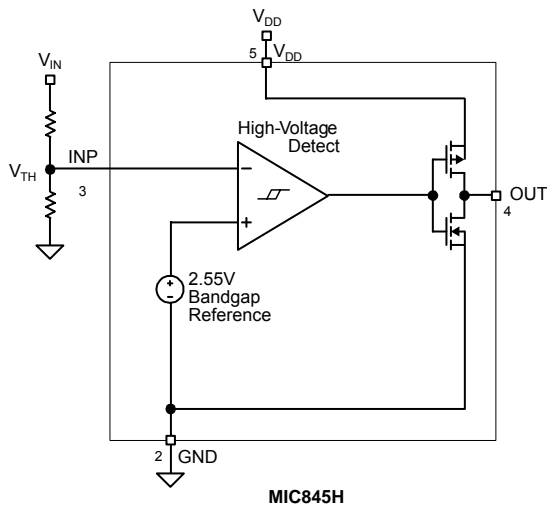 V_DD
5
V_DD
V_IN
High-Voltage
Detect
INP
V_TH
3
−
+
OUT
4
+
-
2.55V
Bandgap
Reference
2
GND
MIC845H